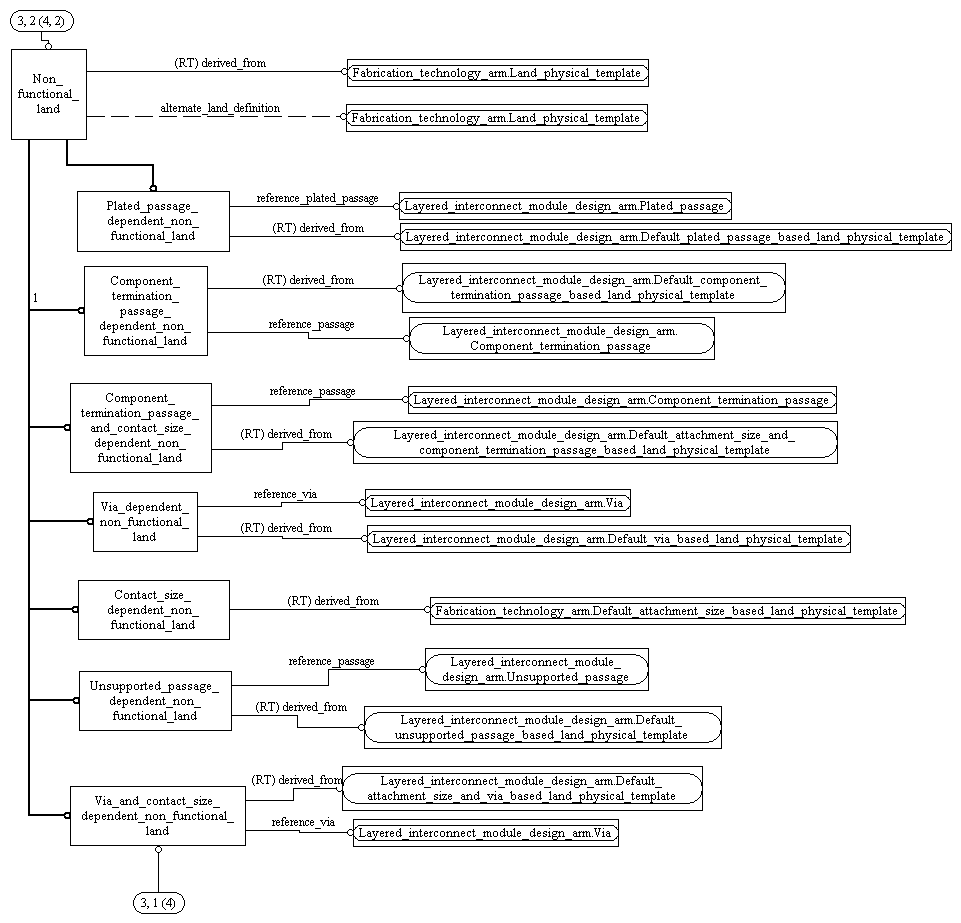 3, 2 (4, 2)
Non_
functional_
land
(RT) derived_from
Fabrication_technology_arm.Land_physical_template
alternate_land_definition
Fabrication_technology_arm.Land_physical_template
Plated_passage_
dependent_non_
functional_land
reference_plated_passage
Layered_interconnect_module_design_arm.Plated_passage
(RT) derived_from
Layered_interconnect_module_design_arm.Default_plated_passage_based_land_physical_template
1
Component_
termination_
passage_
dependent_non_
functional_land
(RT) derived_from
Layered_interconnect_module_design_arm.Default_component_
termination_passage_based_land_physical_template
reference_passage
Layered_interconnect_module_design_arm.
Component_termination_passage
Component_
termination_passage_
and_contact_size_
dependent_non_
functional_land
reference_passage
Layered_interconnect_module_design_arm.Component_termination_passage
(RT) derived_from
Layered_interconnect_module_design_arm.Default_attachment_size_and_
component_termination_passage_based_land_physical_template
Via_dependent_
non_functional_
land
reference_via
Layered_interconnect_module_design_arm.Via
(RT) derived_from
Layered_interconnect_module_design_arm.Default_via_based_land_physical_template
Contact_size_
dependent_non_
functional_land
(RT) derived_from
Fabrication_technology_arm.Default_attachment_size_based_land_physical_template
Unsupported_passage_
dependent_non_
functional_land
reference_passage
Layered_interconnect_module_
design_arm.Unsupported_passage
(RT) derived_from
Layered_interconnect_module_design_arm.Default_
unsupported_passage_based_land_physical_template
Via_and_contact_size_
dependent_non_functional_
land
(RT) derived_from
Layered_interconnect_module_design_arm.Default_
attachment_size_and_via_based_land_physical_template
reference_via
Layered_interconnect_module_design_arm.Via
3, 1 (4)